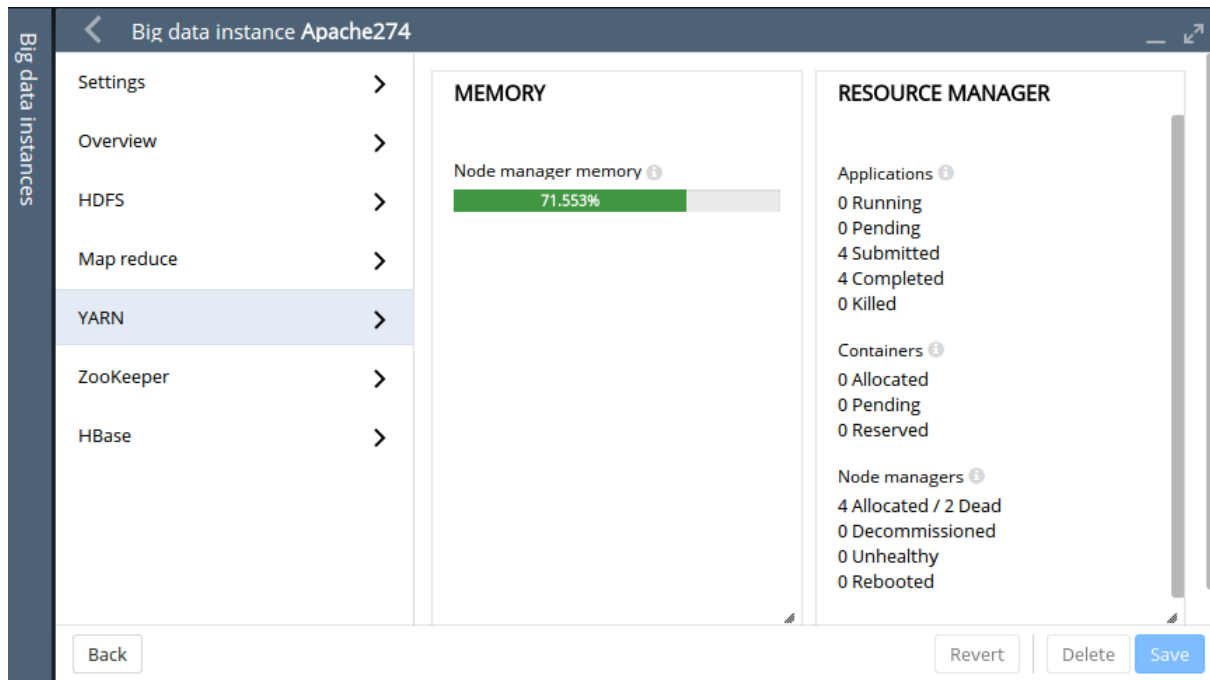 Big data instances
Big data instance Apache274
Settings
Overview
HDFS
Map reduce
YARN
ZooKeeper
HBase
MEMORY
Node manager memory
71.553%
RESOURCE MANAGER
Applications
0 Running
0 Pending
4 Submitted
4 Completed
0 Killed
Containers
0 Allocated
0 Pending
0 Reserved
Node managers
4 Allocated / 2 Dead
0 Decommissioned
0 Unhealthy
0 Rebooted
Back
Revert
Delete
Save